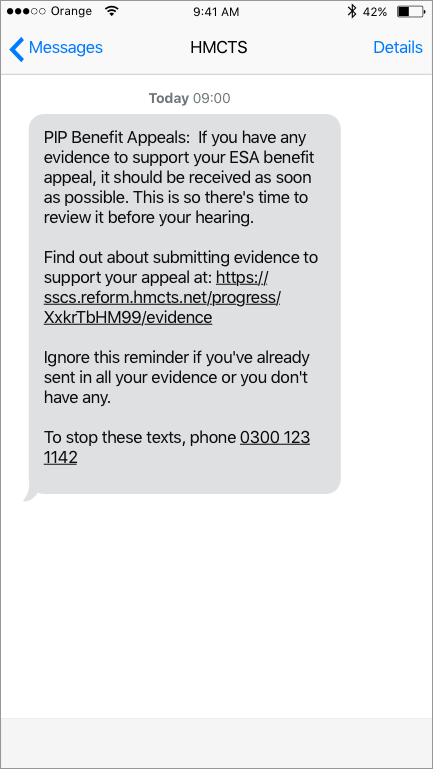 Orange 9:41 AM 42%
Messages HMCTS Details
Today 09:00
PIP Benefit Appeals:  If you have any
evidence to support your ESA benefit
appeal, it should be received as soon
as possible. This is so there's time to
review it before your hearing.
Find out about submitting evidence to
support your appeal at: https://
sscs.reform.hmcts.net/progress/
XxkrTbHM99/evidence
Ignore this reminder if you've already
sent in all your evidence or you don't
have any.
To stop these texts, phone 0300 123
1142